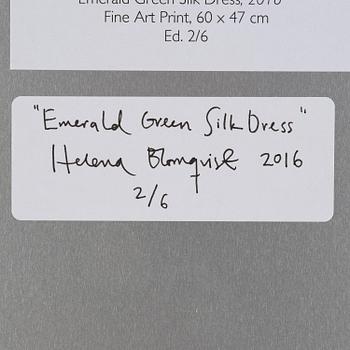 Emerald Green Silk Dress, 2016
Fine Art Print, 60 x 47 cm
Ed. 2/6
"Emerald Green Silk Dress"
Helena Blomqvist 2016
2/6